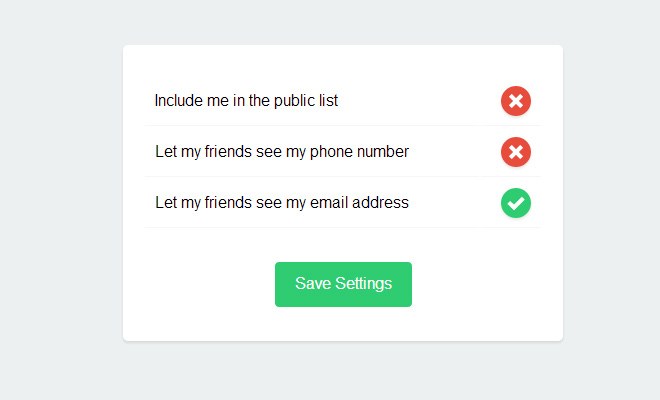 Include me in the public list
Let my friends see my phone number
Let my friends see my email address
Save Settings